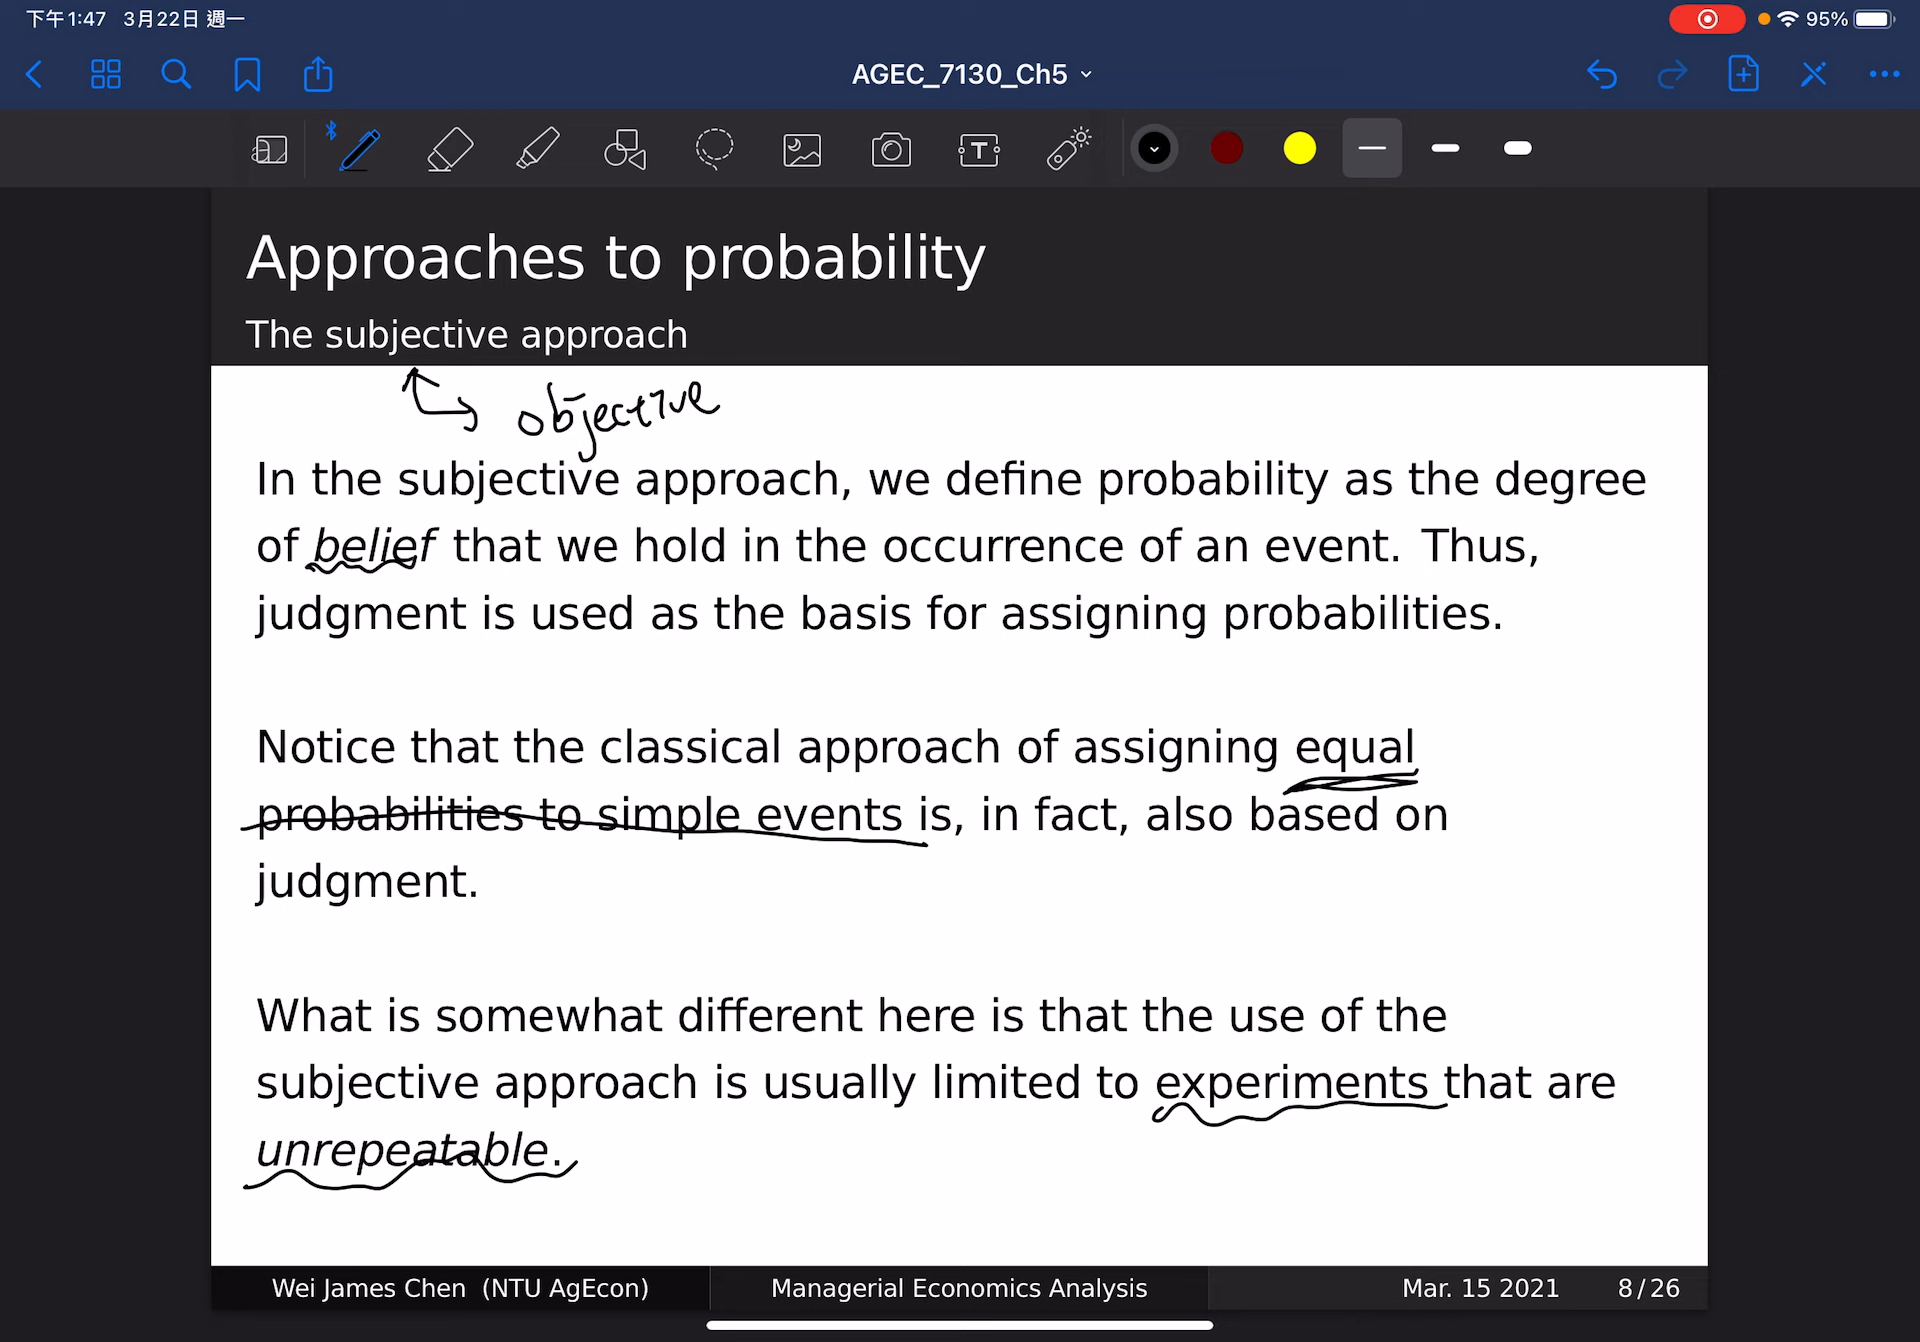 下午1:47 3月22日 週一
95%
AGEC_7130_Ch5
T
Approaches to probability
The subjective approach
objective
In the subjective approach, we define probability as the degree
of belief that we hold in the occurrence of an event. Thus,
judgment is used as the basis for assigning probabilities.
Notice that the classical approach of assigning equal
probabilities to simple events is, in fact, also based on
judgment.
What is somewhat different here is that the use of the
subjective approach is usually limited to experiments that are
unrepeatable.
Wei James Chen (NTU AgEcon) Managerial Economics Analysis Mar. 15 2021 8 / 26